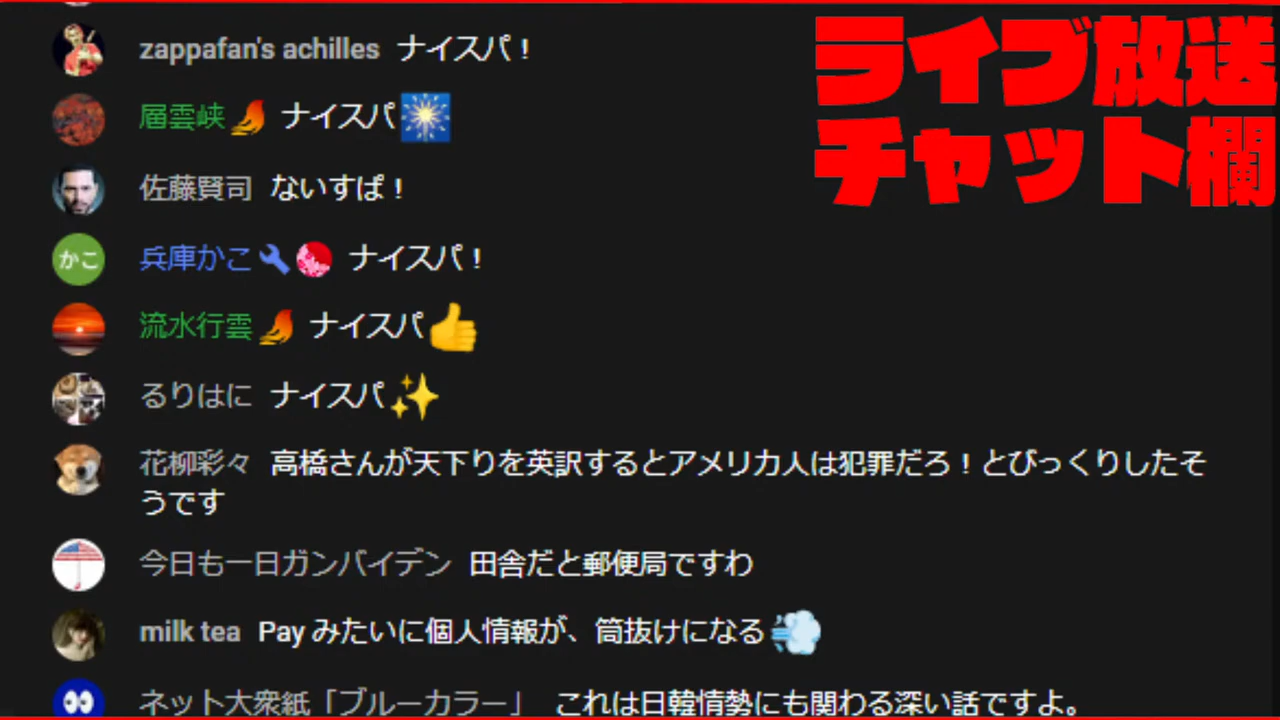 ライブ放送
チャット欄
zappafan's achilles ナイスパ！
層雲峡 ナイスパ
佐藤賢司 ないすぱ！
かこ 兵庫かこ ナイスパ！
流水行雲 ナイスパ
るりはに ナイスパ
花柳彩々 高橋さんが天下りを英訳するとアメリカ人は犯罪だろ！とびっくりしたそ
うです
今日も一日ガンバイデン 田舎だと郵便局ですわ
milk tea Pay みたいに個人情報が、筒抜けになる
ネット大衆紙「ブルーカラー」 これは日韓情勢にも関わる深い話ですよ。